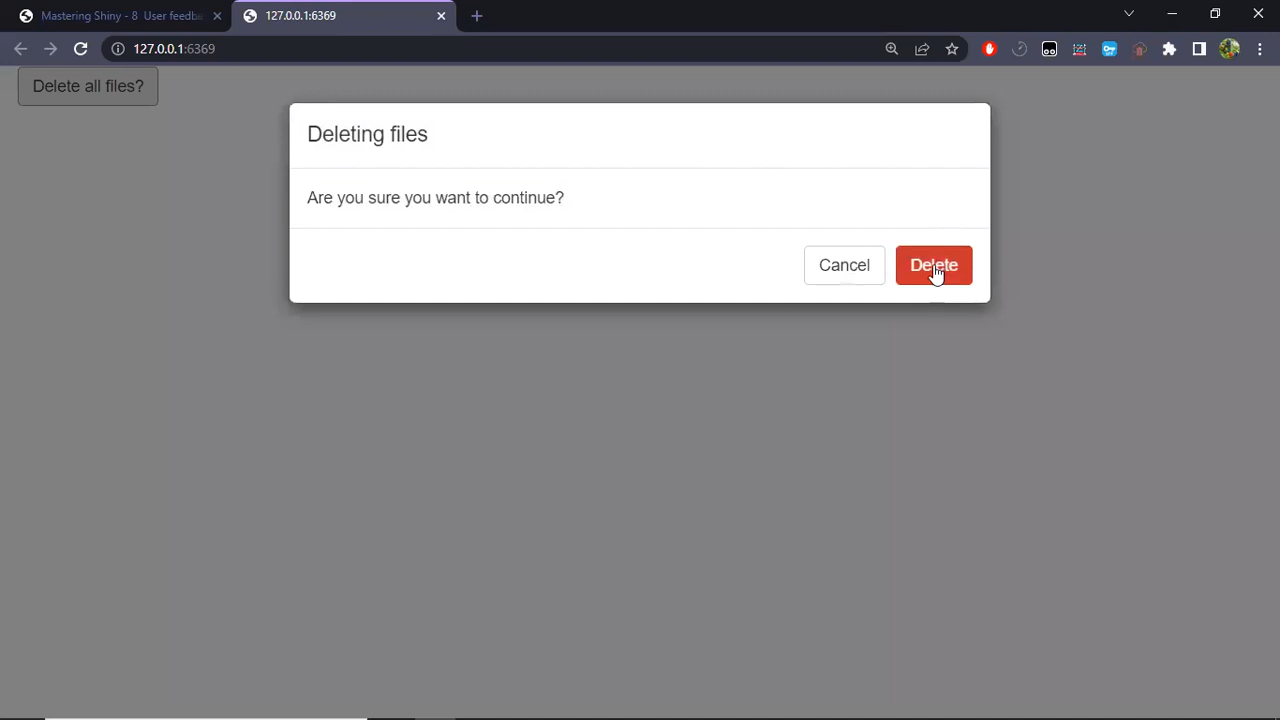 Mastering Shiny - 8 User feedba
127.0.0.1:6369
127.0.0.1:6369
Delete all files?
Deleting files
Are you sure you want to continue?
Cancel
Delete